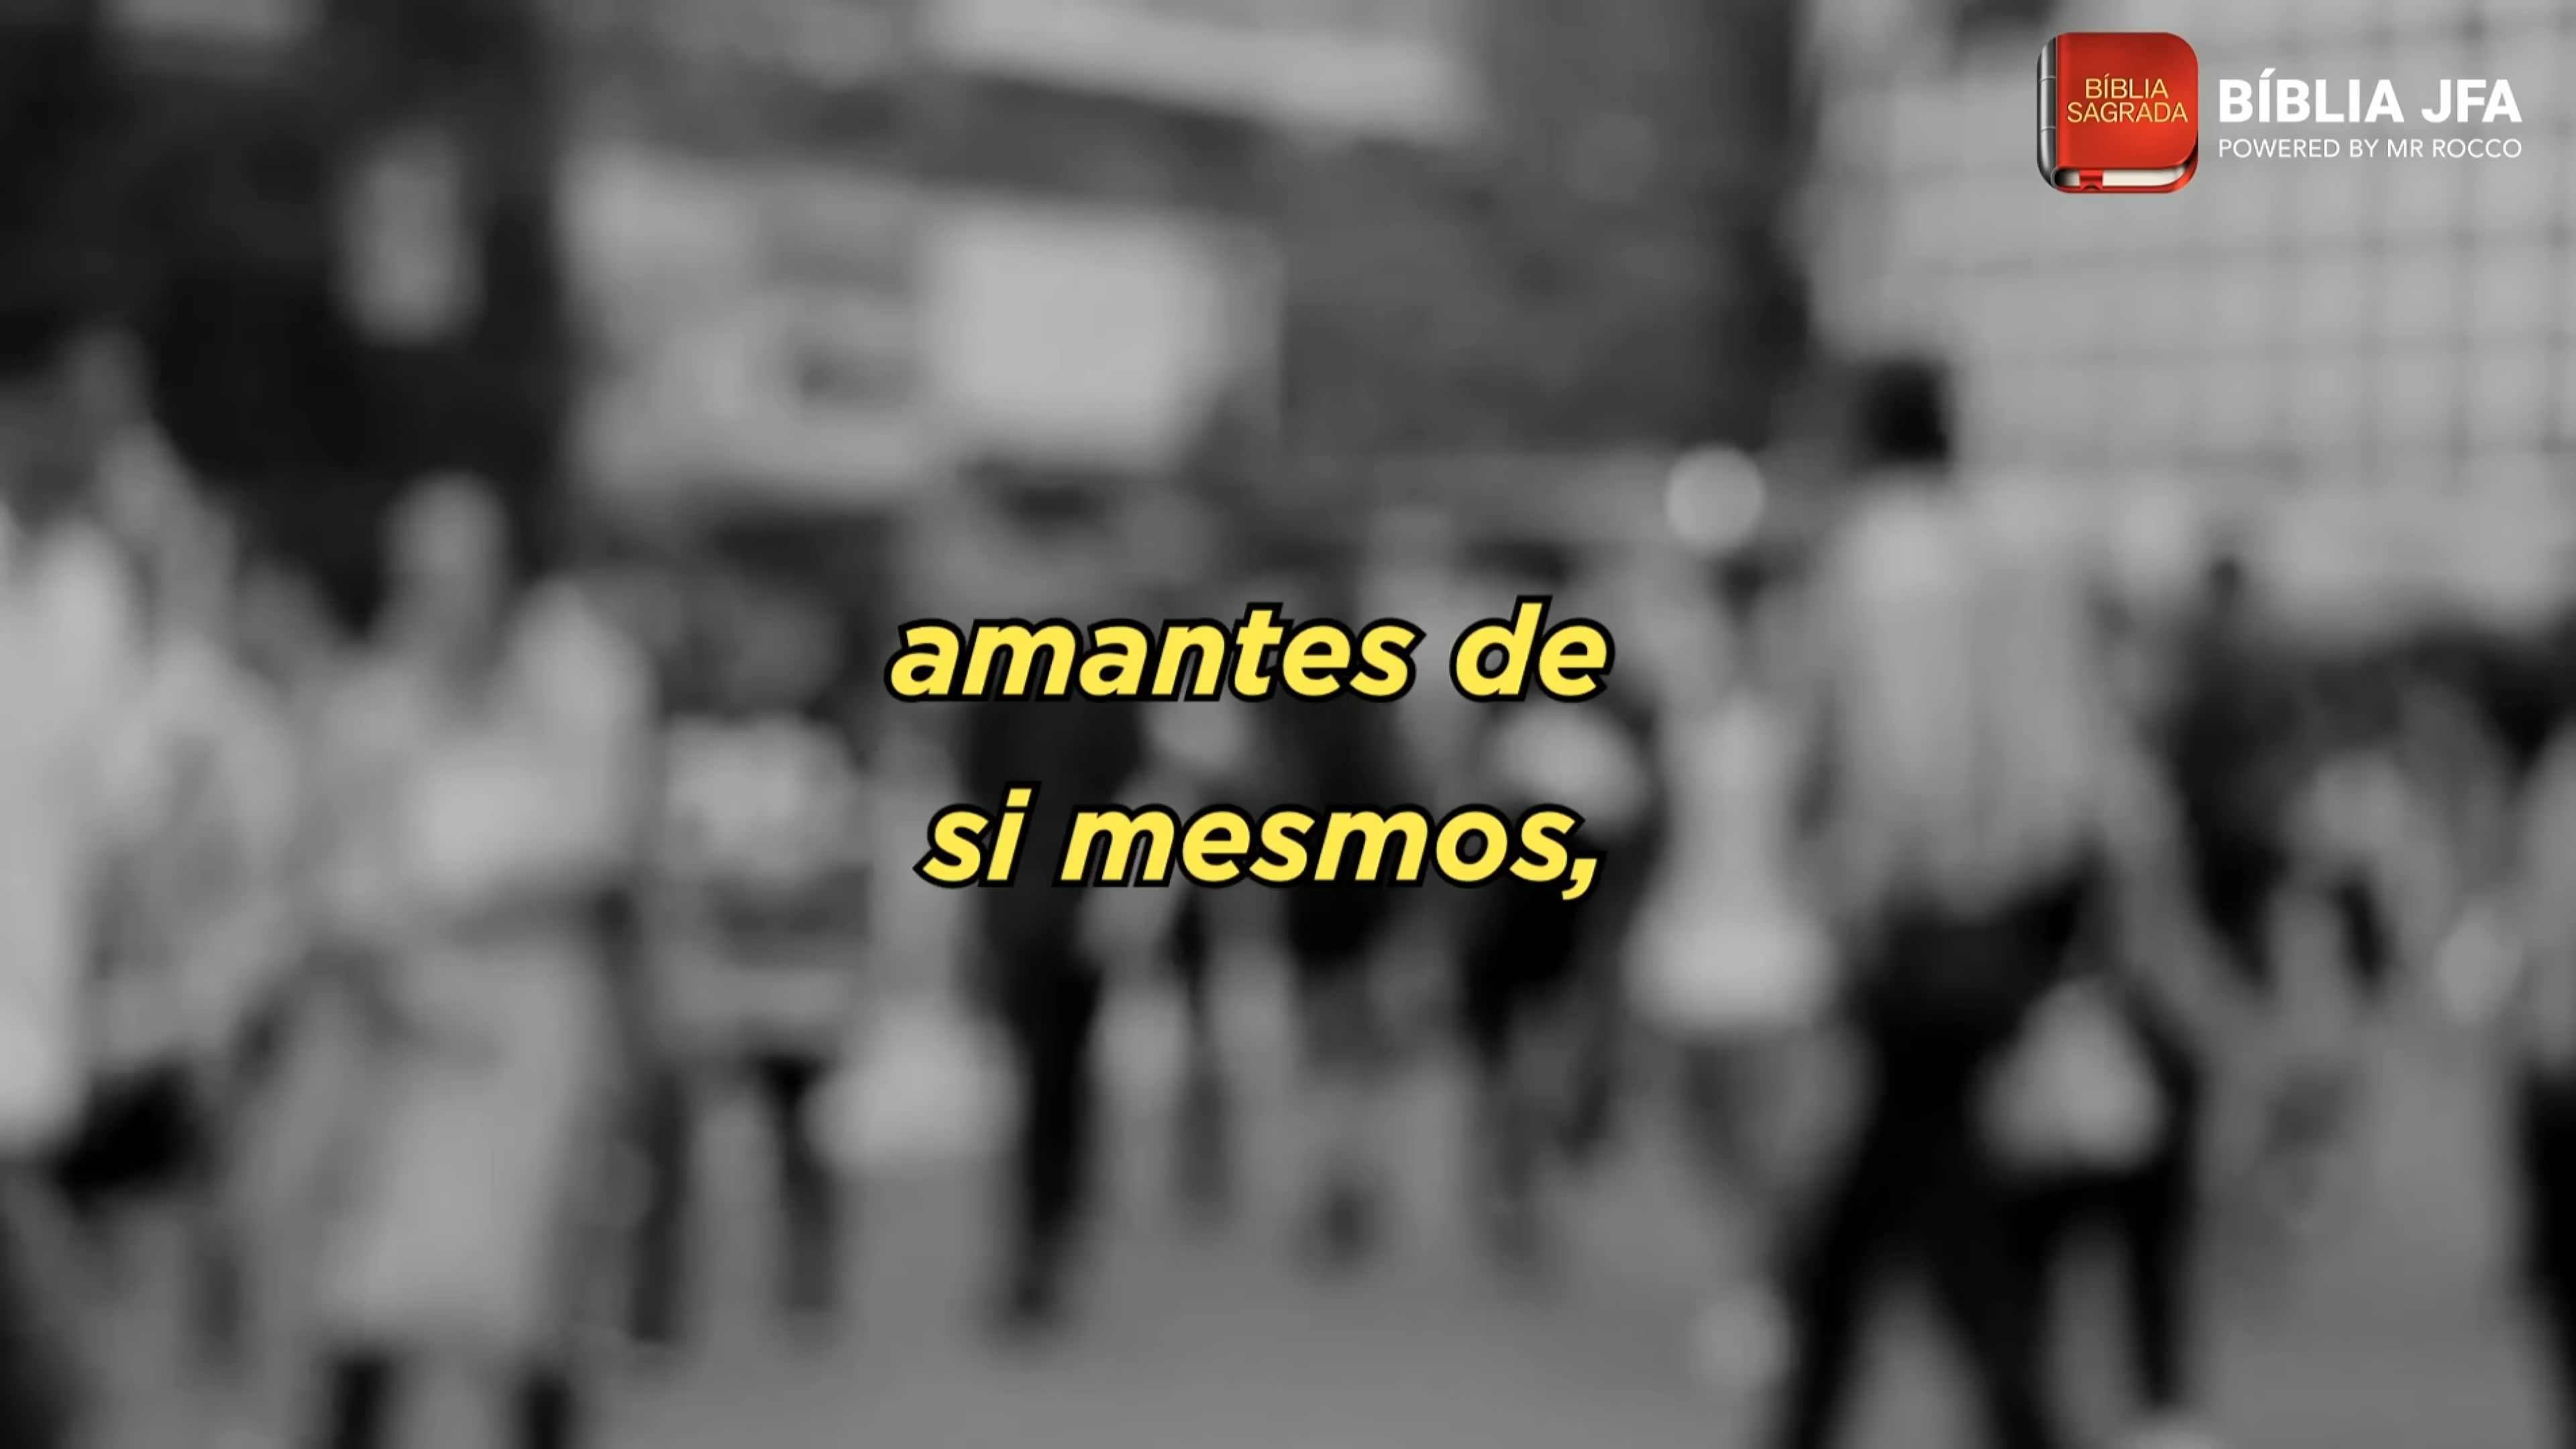 BÍBLIA
SAGRADA
BÍBLIA JFA
POWERED BY MR ROCCO
amantes de
si mesmos,